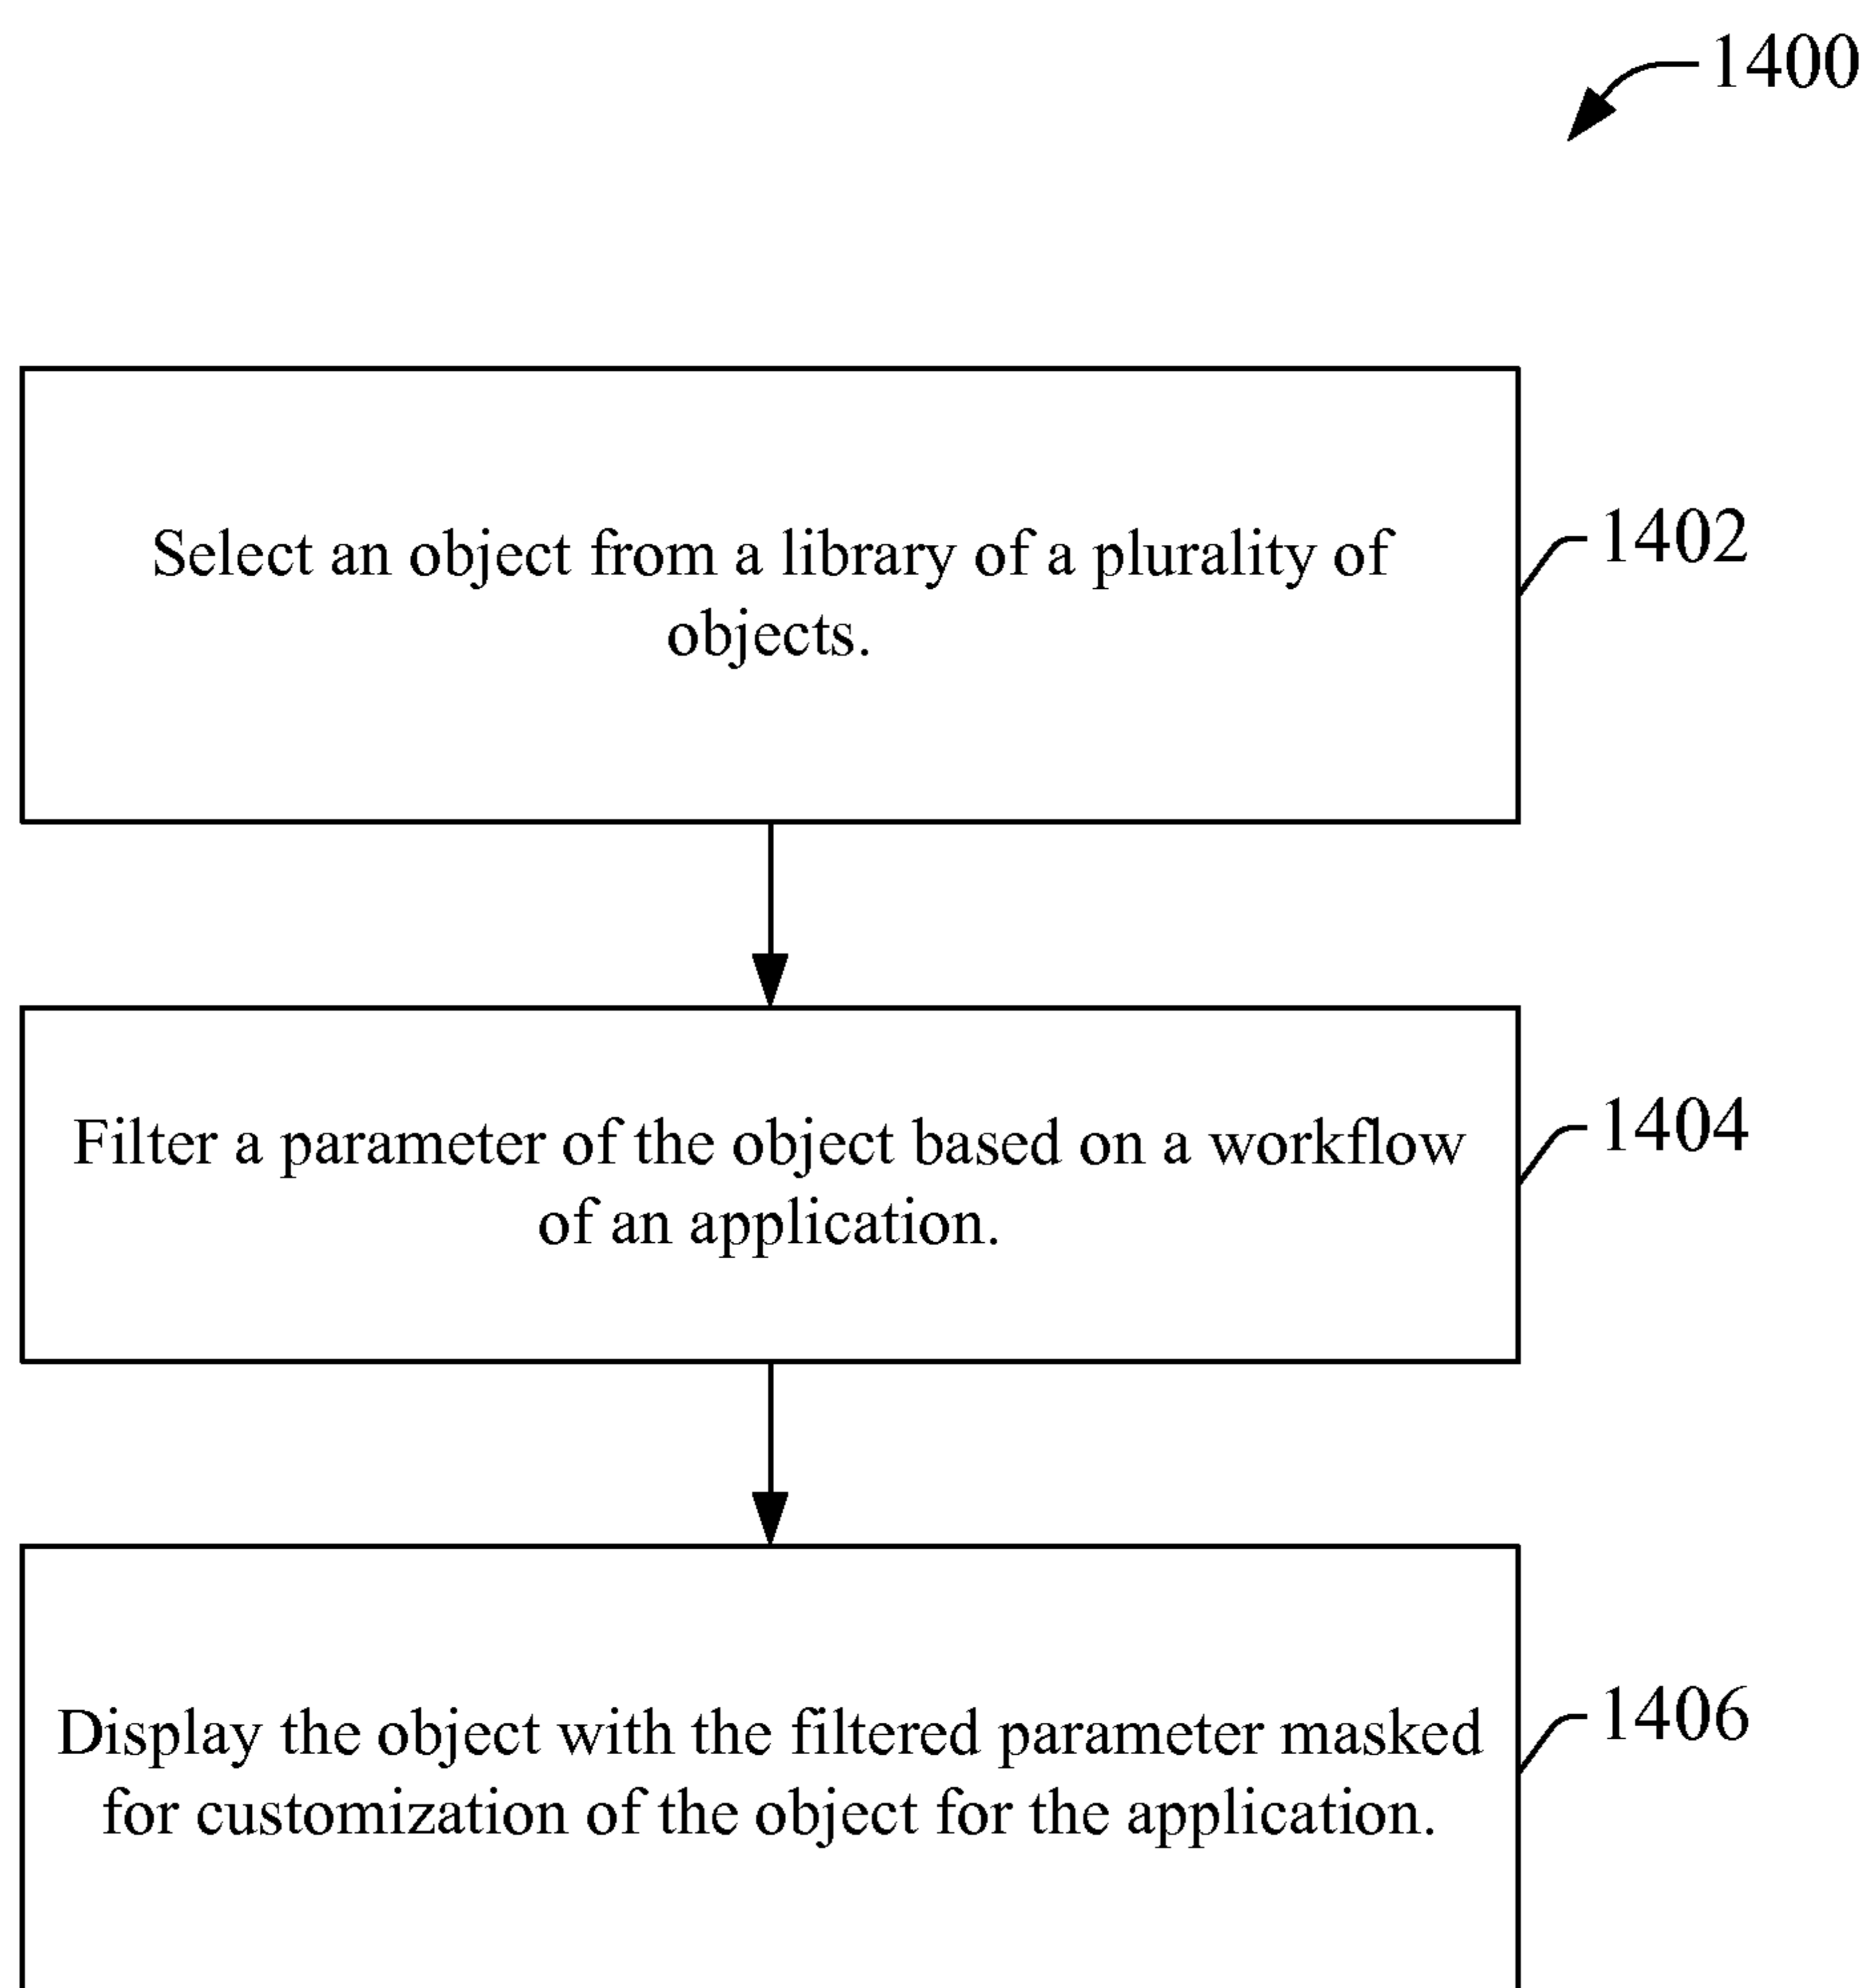 1400
Select an object from a library of a plurality of
objects.
1402
Filter a parameter of the object based on a workflow
of an application.
1404
Display the object with the filtered parameter masked
for customization of the object for the application.
1406